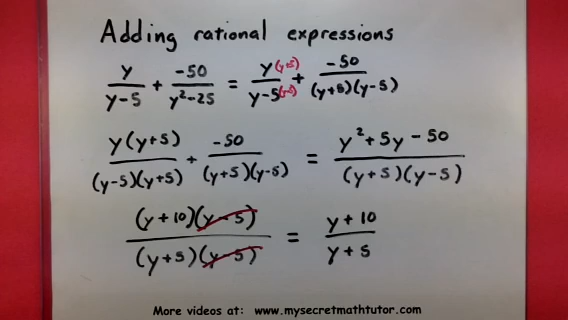 Adding rational expressions
y/(y-5) + -50/(y²-25) = y(y+5)/(y-5)(y+5) + -50/((y+5)(y-5))
y(y+5)/((y-5)(y+5)) + -50/((y+5)(y-5)) = (y²+5y-50)/((y+5)(y-5))
(y+10)(y-5)/((y+5)(y-5)) = (y+10)/(y+5)
More videos at: www.mysecretmathtutor.com